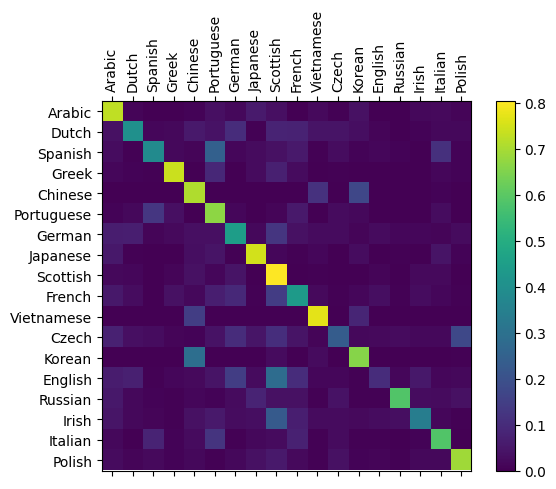 Arabic
Dutch
Spanish
Greek
Chinese
Portuguese
German
Japanese
Scottish
French
Vietnamese
Czech
Korean
English
Russian
Irish
Italian
Polish
Arabic
Dutch
Spanish
Greek
Chinese
Portuguese
German
Japanese
Scottish
French
Vietnamese
Czech
Korean
English
Russian
Irish
Italian
Polish
0.8
0.7
0.6
0.5
0.4
0.3
0.2
0.1
0.0